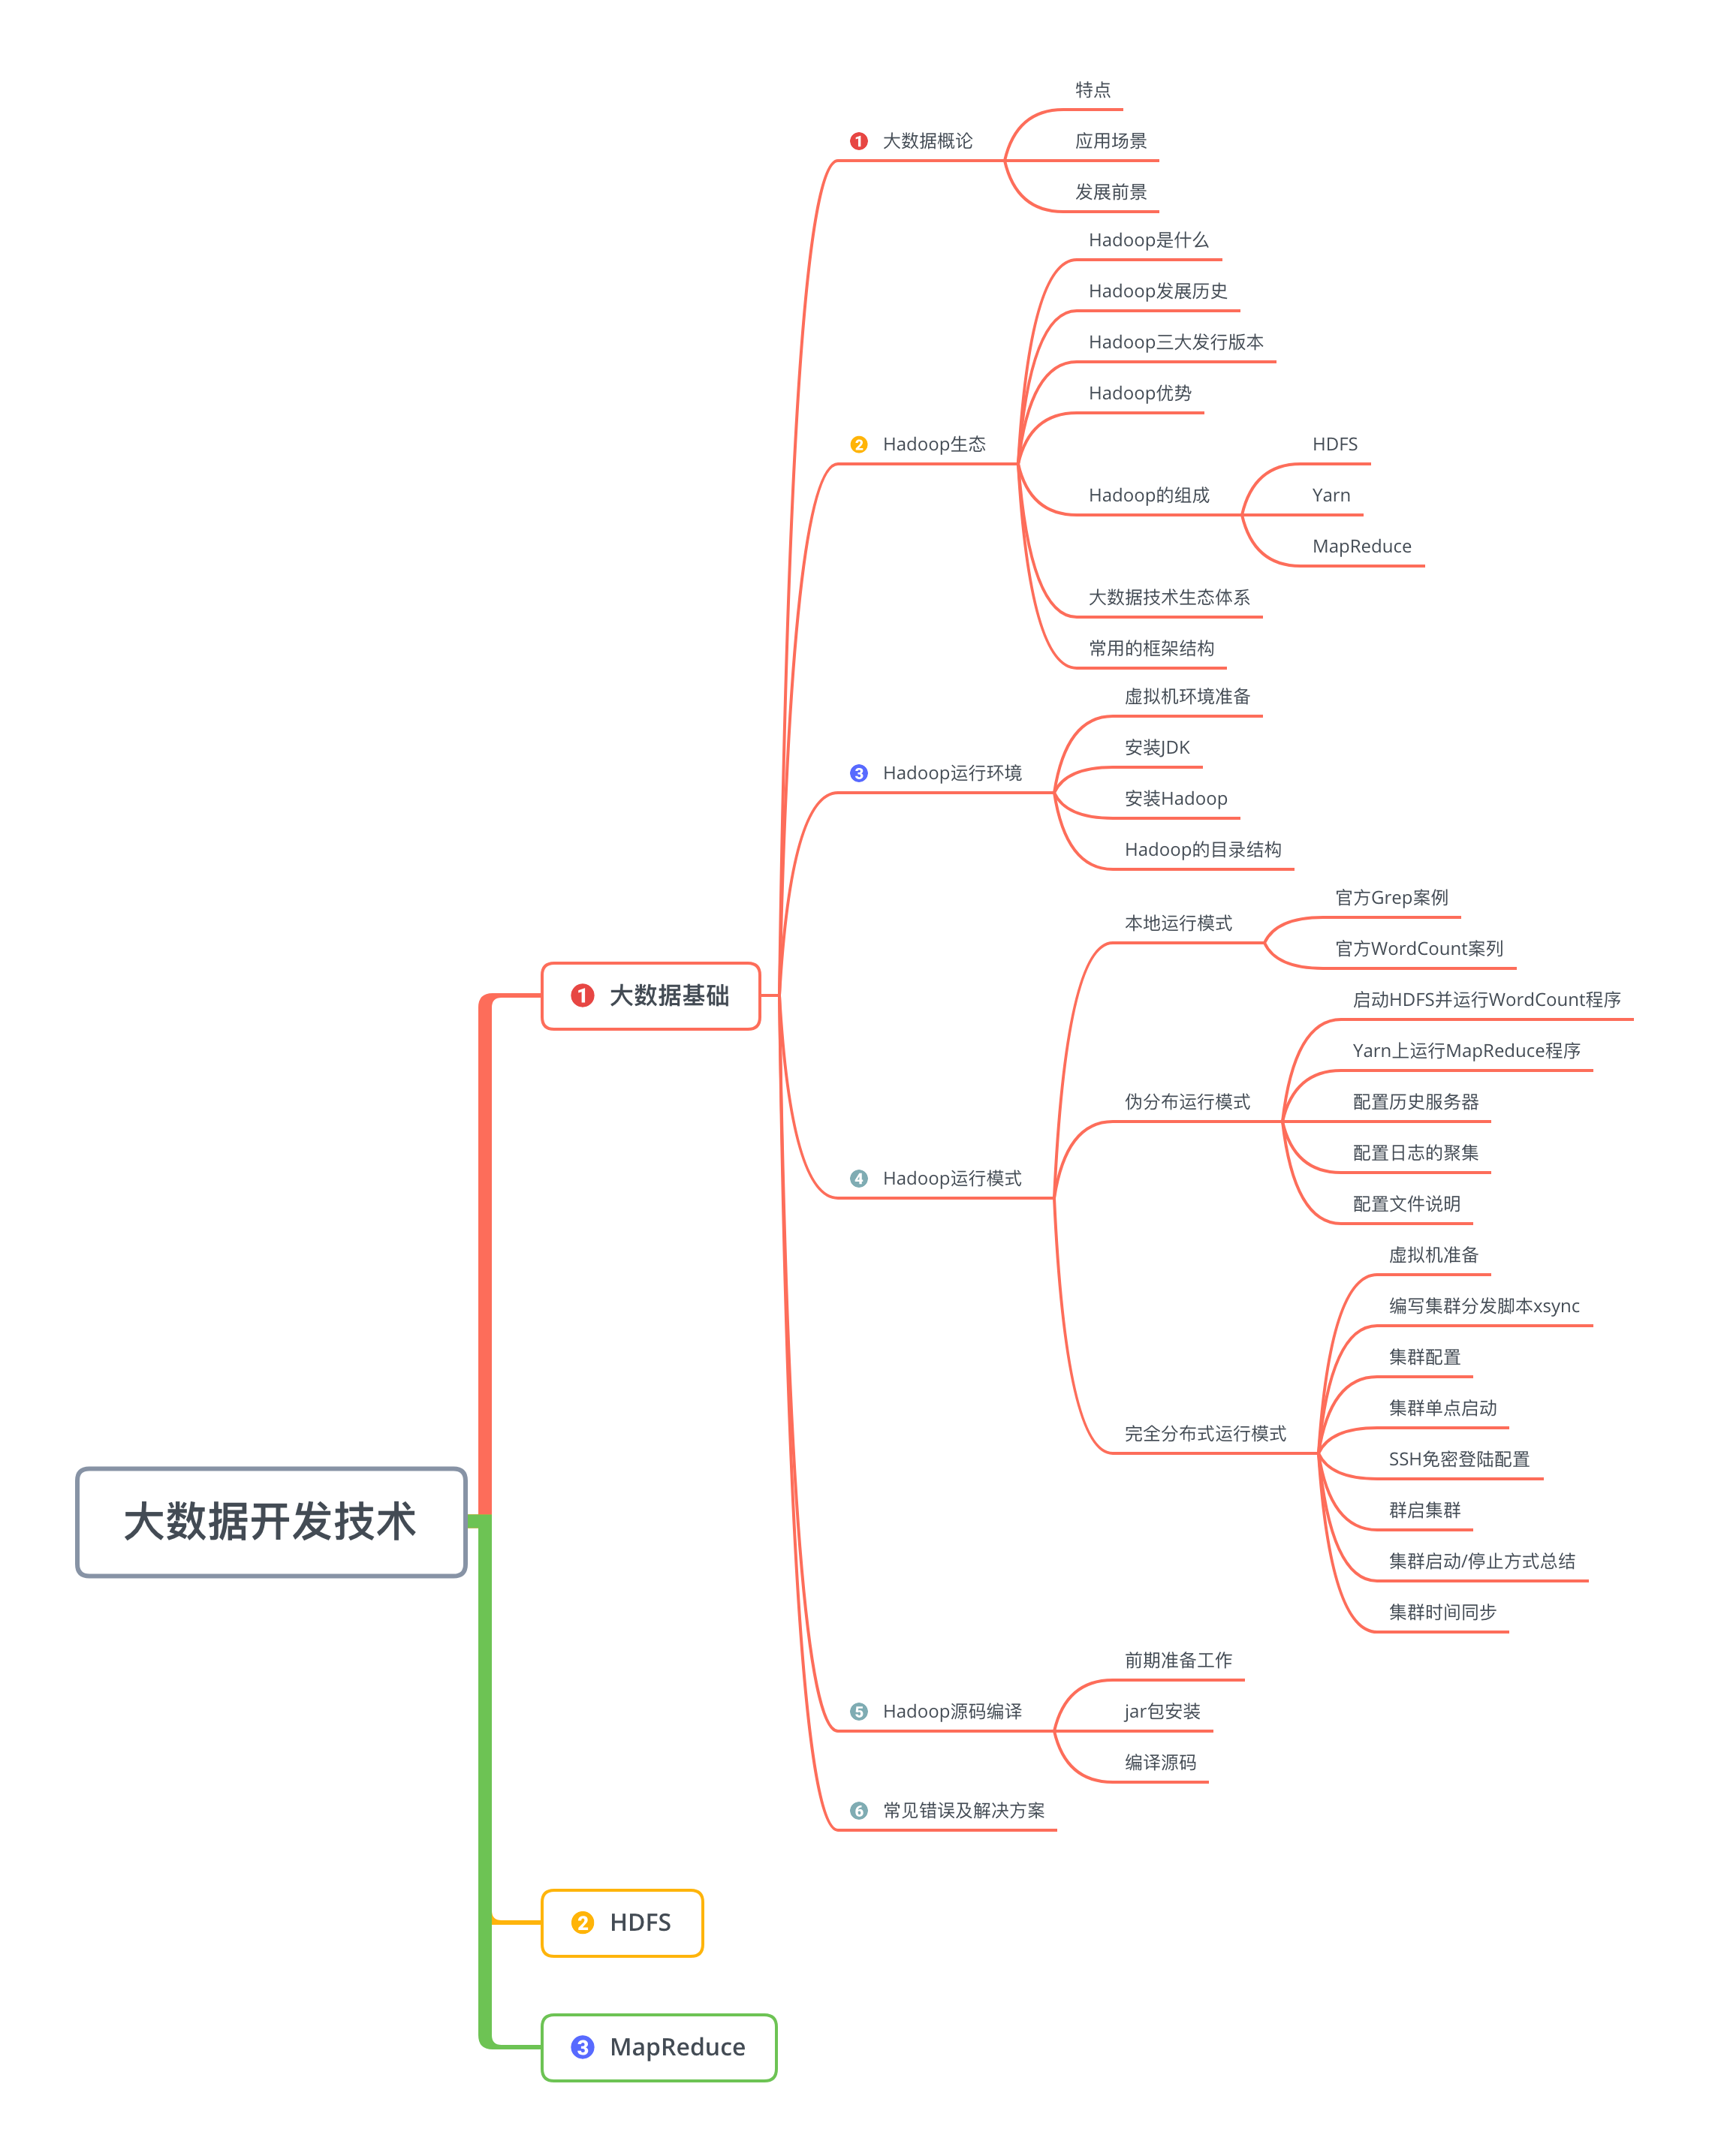 大数据开发技术
1 大数据基础
1 大数据概论
特点
应用场景
发展前景
2 Hadoop生态
Hadoop是什么
Hadoop发展历史
Hadoop三大发行版本
Hadoop优势
Hadoop的组成
HDFS
Yarn
MapReduce
大数据技术生态体系
常用的框架结构
3 Hadoop运行环境
虚拟机环境准备
安装JDK
安装Hadoop
Hadoop的目录结构
4 Hadoop运行模式
本地运行模式
官方Grep案例
官方WordCount案列
伪分布运行模式
启动HDFS并运行WordCount程序
Yarn上运行MapReduce程序
配置历史服务器
配置日志的聚集
配置文件说明
完全分布式运行模式
虚拟机准备
编写集群分发脚本xsync
集群配置
集群单点启动
SSH免密登陆配置
群启集群
集群启动/停止方式总结
集群时间同步
5 Hadoop源码编译
前期准备工作
jar包安装
编译源码
6 常见错误及解决方案
2 HDFS
3 MapReduce